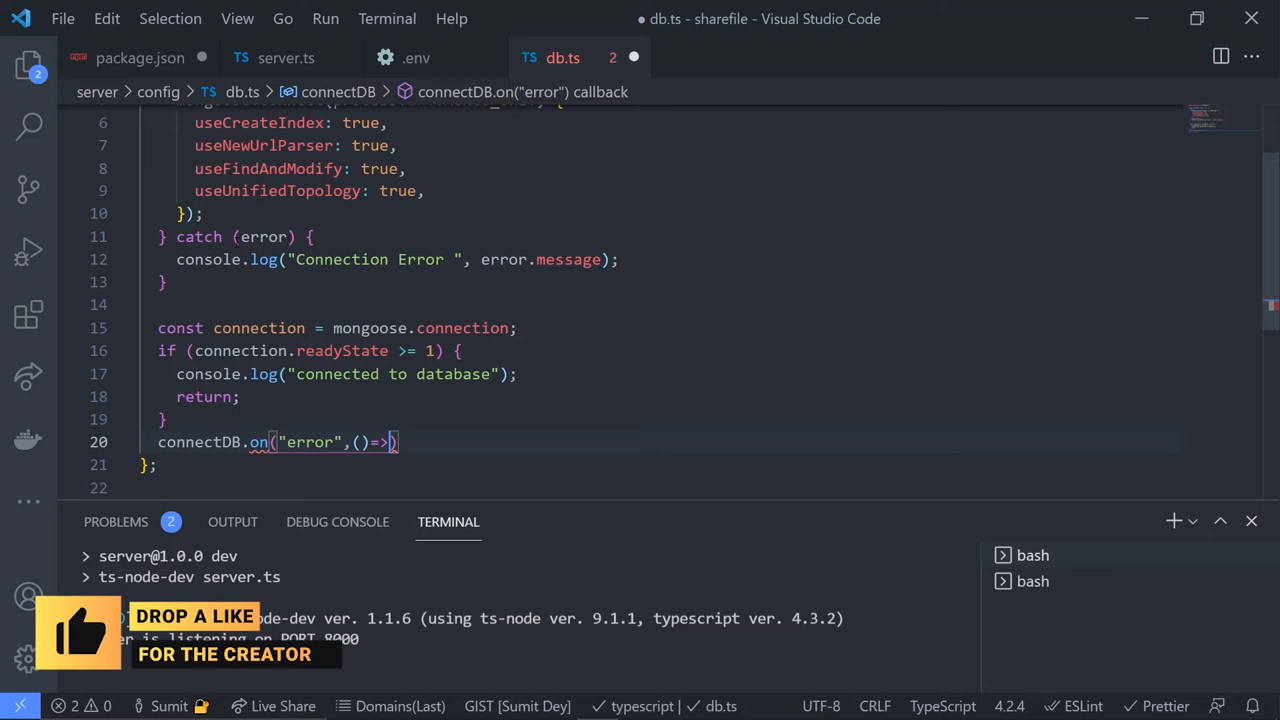 File Edit Selection View Go Run Terminal Help ● db.ts - sharefile - Visual Studio Code
package.json TS server.ts .env TS db.ts 2
server > config > TS db.ts > connectDB > connectDB.on("error") callback
6 useCreateIndex: true,
7 useNewUrlParser: true,
8 useFindAndModify: true,
9 useUnifiedTopology: true,
10 });
11 } catch (error) {
12 console.log("Connection Error ", error.message);
13 }
14
15 const connection = mongoose.connection;
16 if (connection.readyState >= 1) {
17 console.log("connected to database");
18 return;
19 }
20 connectDB.on("error",()=>)
21 };
22
2
PROBLEMS 2 OUTPUT DEBUG CONSOLE TERMINAL
> server@1.0.0 dev
> ts-node-dev server.ts
bash
bash
DROP A LIKE
FOR THE CREATOR
ver. 1.1.6 (using ts-node ver. 9.1.1, typescript ver. 4.3.2)
is listening on PORT 8000
2 0 Sumit Live Share Domains(Late) GIST [Sumit Dey] typescript | db.ts UTF-8 CRLF TypeScript 4.2.4 ESLint Prettier